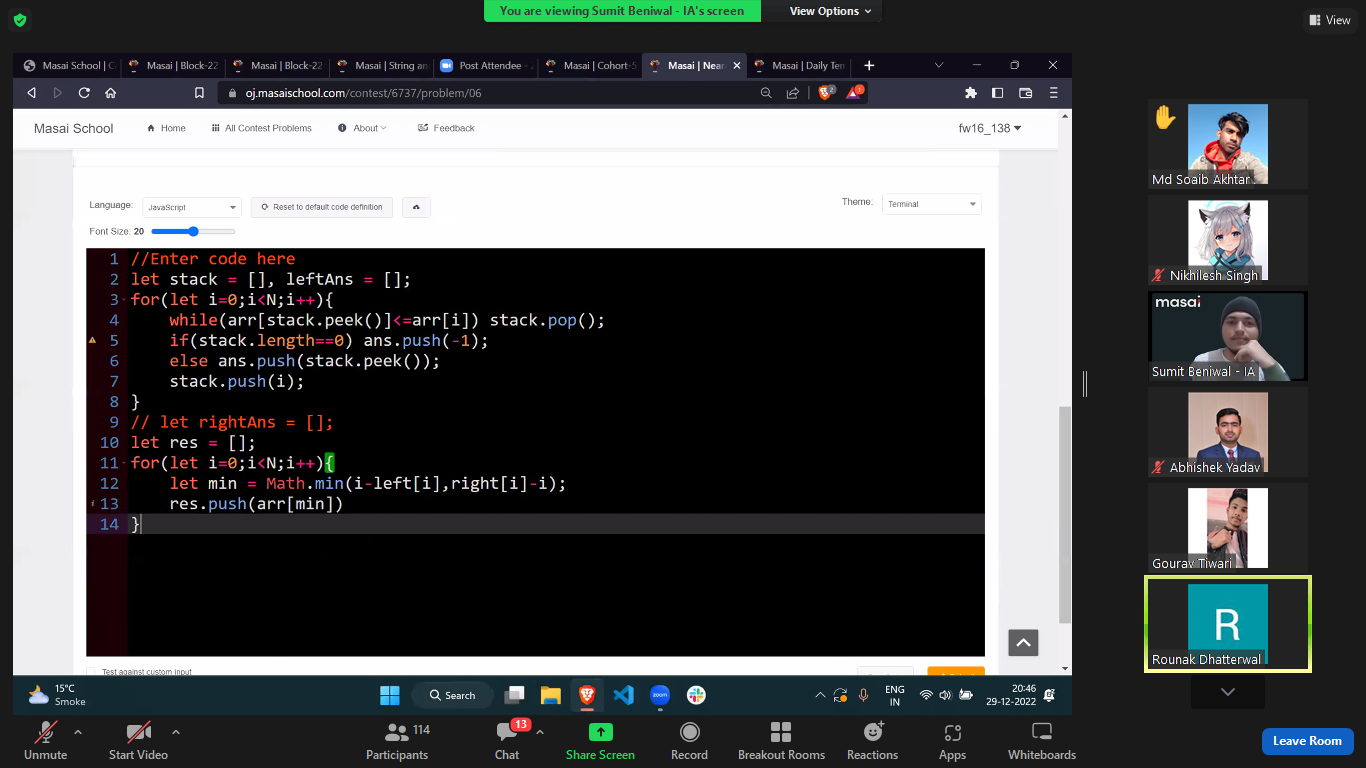 You are viewing Sumit Beniwal - IA's screen
View Options
View
Masai School |
Masai | Block-22
Masai | Block-22
Masai | String an
Post Attendee -
Masai | Cohort-
Masai | Near
Masai | Daily Ten
oj.masaischool.com/contest/6737/problem/06
2
1
Masai School
Home
All Contest Problems
About
Feedback
fw16_138
Language:
JavaScript
Reset to default code definition
Theme:
Terminal
Font Size: 20
1 //Enter code here
2 let stack = [], leftAns = [];
3 for(let i=0;i<N;i++){
4 while(arr[stack.peek()]<=arr[i]) stack.pop();
5 if(stack.length==0) ans.push(-1);
6 else ans.push(stack.peek());
7 stack.push(i);
8 }
9 // let rightAns = [];
10 let res = [];
11 for(let i=0;i<N;i++){
12 let min = Math.min(i-left[i],right[i]-i);
13 res.push(arr[min])
14 }
Test against custom input
15°C
Smoke
Search
zoom
ENG
IN
20:46
29-12-2022
Md Soaib Akhtar
Nikhilesh Singh
masai
Sumit Beniwal - IA
Abhishek Yadav
Gourav Tiwari
R
Rounak Dhatterwal
Unmute
Start Video
Participants
114
Chat
13
Share Screen
Record
Breakout Rooms
Reactions
Apps
Whiteboards
Leave Room